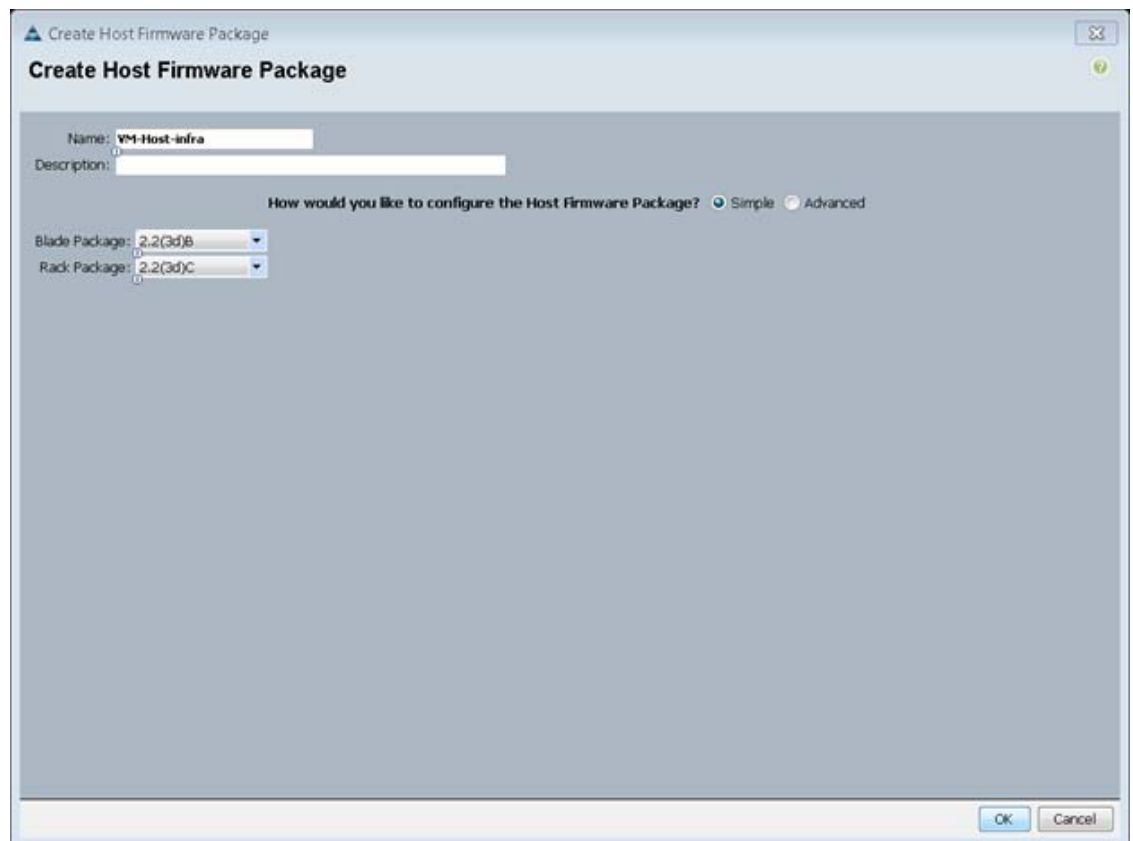 Create Host Firmware Package
Create Host Firmware Package
Name: VM-Host-infra
Description:
How would you like to configure the Host Firmware Package? Simple Advanced
Blade Package: 2.2(3d)B
Rack Package: 2.2(3d)C
OK Cancel